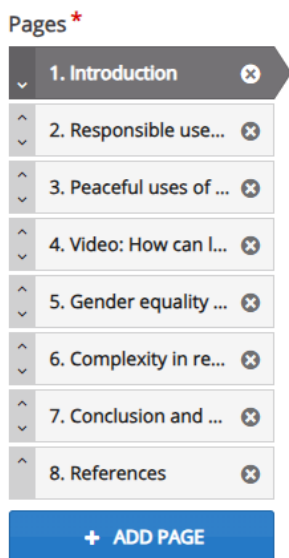 Pages *
1. Introduction
2. Responsible use...
3. Peaceful uses of ...
4. Video: How can l...
5. Gender equality ...
6. Complexity in re...
7. Conclusion and ...
8. References
+ ADD PAGE